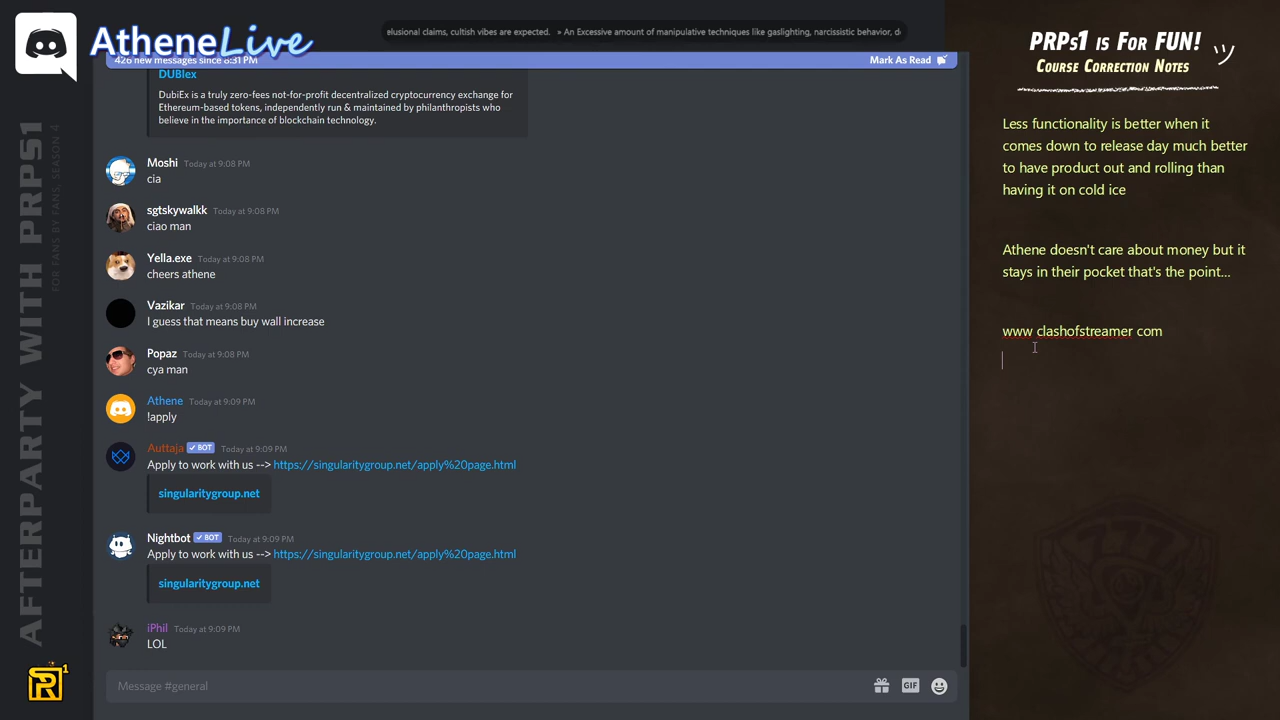 AtheneLive
elusional claims, cultish vibes are expected. » An Excessive amount of manipulative techniques like gaslighting, narcissistic behavior, d
426 new messages since 8:31 PM
Mark As Read
DUBIex
DubiEx is a truly zero-fees not-for-profit decentralized cryptocurrency exchange for
Ethereum-based tokens, independently run & maintained by philanthropists who
believe in the importance of blockchain technology.
Moshi Today at 9:08 PM
cia
sgtskywalkk Today at 9:08 PM
ciao man
Yella.exe Today at 9:08 PM
cheers athene
Vazikar Today at 9:08 PM
I guess that means buy wall increase
Popaz Today at 9:08 PM
cya man
Athene Today at 9:09 PM
!apply
Auttaja BOT Today at 9:09 PM
Apply to work with us --> https://singularitygroup.net/apply%20page.html
singularitygroup.net
Nightbot BOT Today at 9:09 PM
Apply to work with us --> https://singularitygroup.net/apply%20page.html
singularitygroup.net
iPhil Today at 9:09 PM
LOL
Message #general
GIF
AFTERPARTY WITH PRPS1
FOR FANS BY FANS, SEASON 4
PRPS1 IS FOR FUN! ツ
COURSE CORRECTION NOTES
Less functionality is better when it
comes down to release day much better
to have product out and rolling than
having it on cold ice
Athene doesn't care about money but it
stays in their pocket that's the point...
www clashofstreamer com